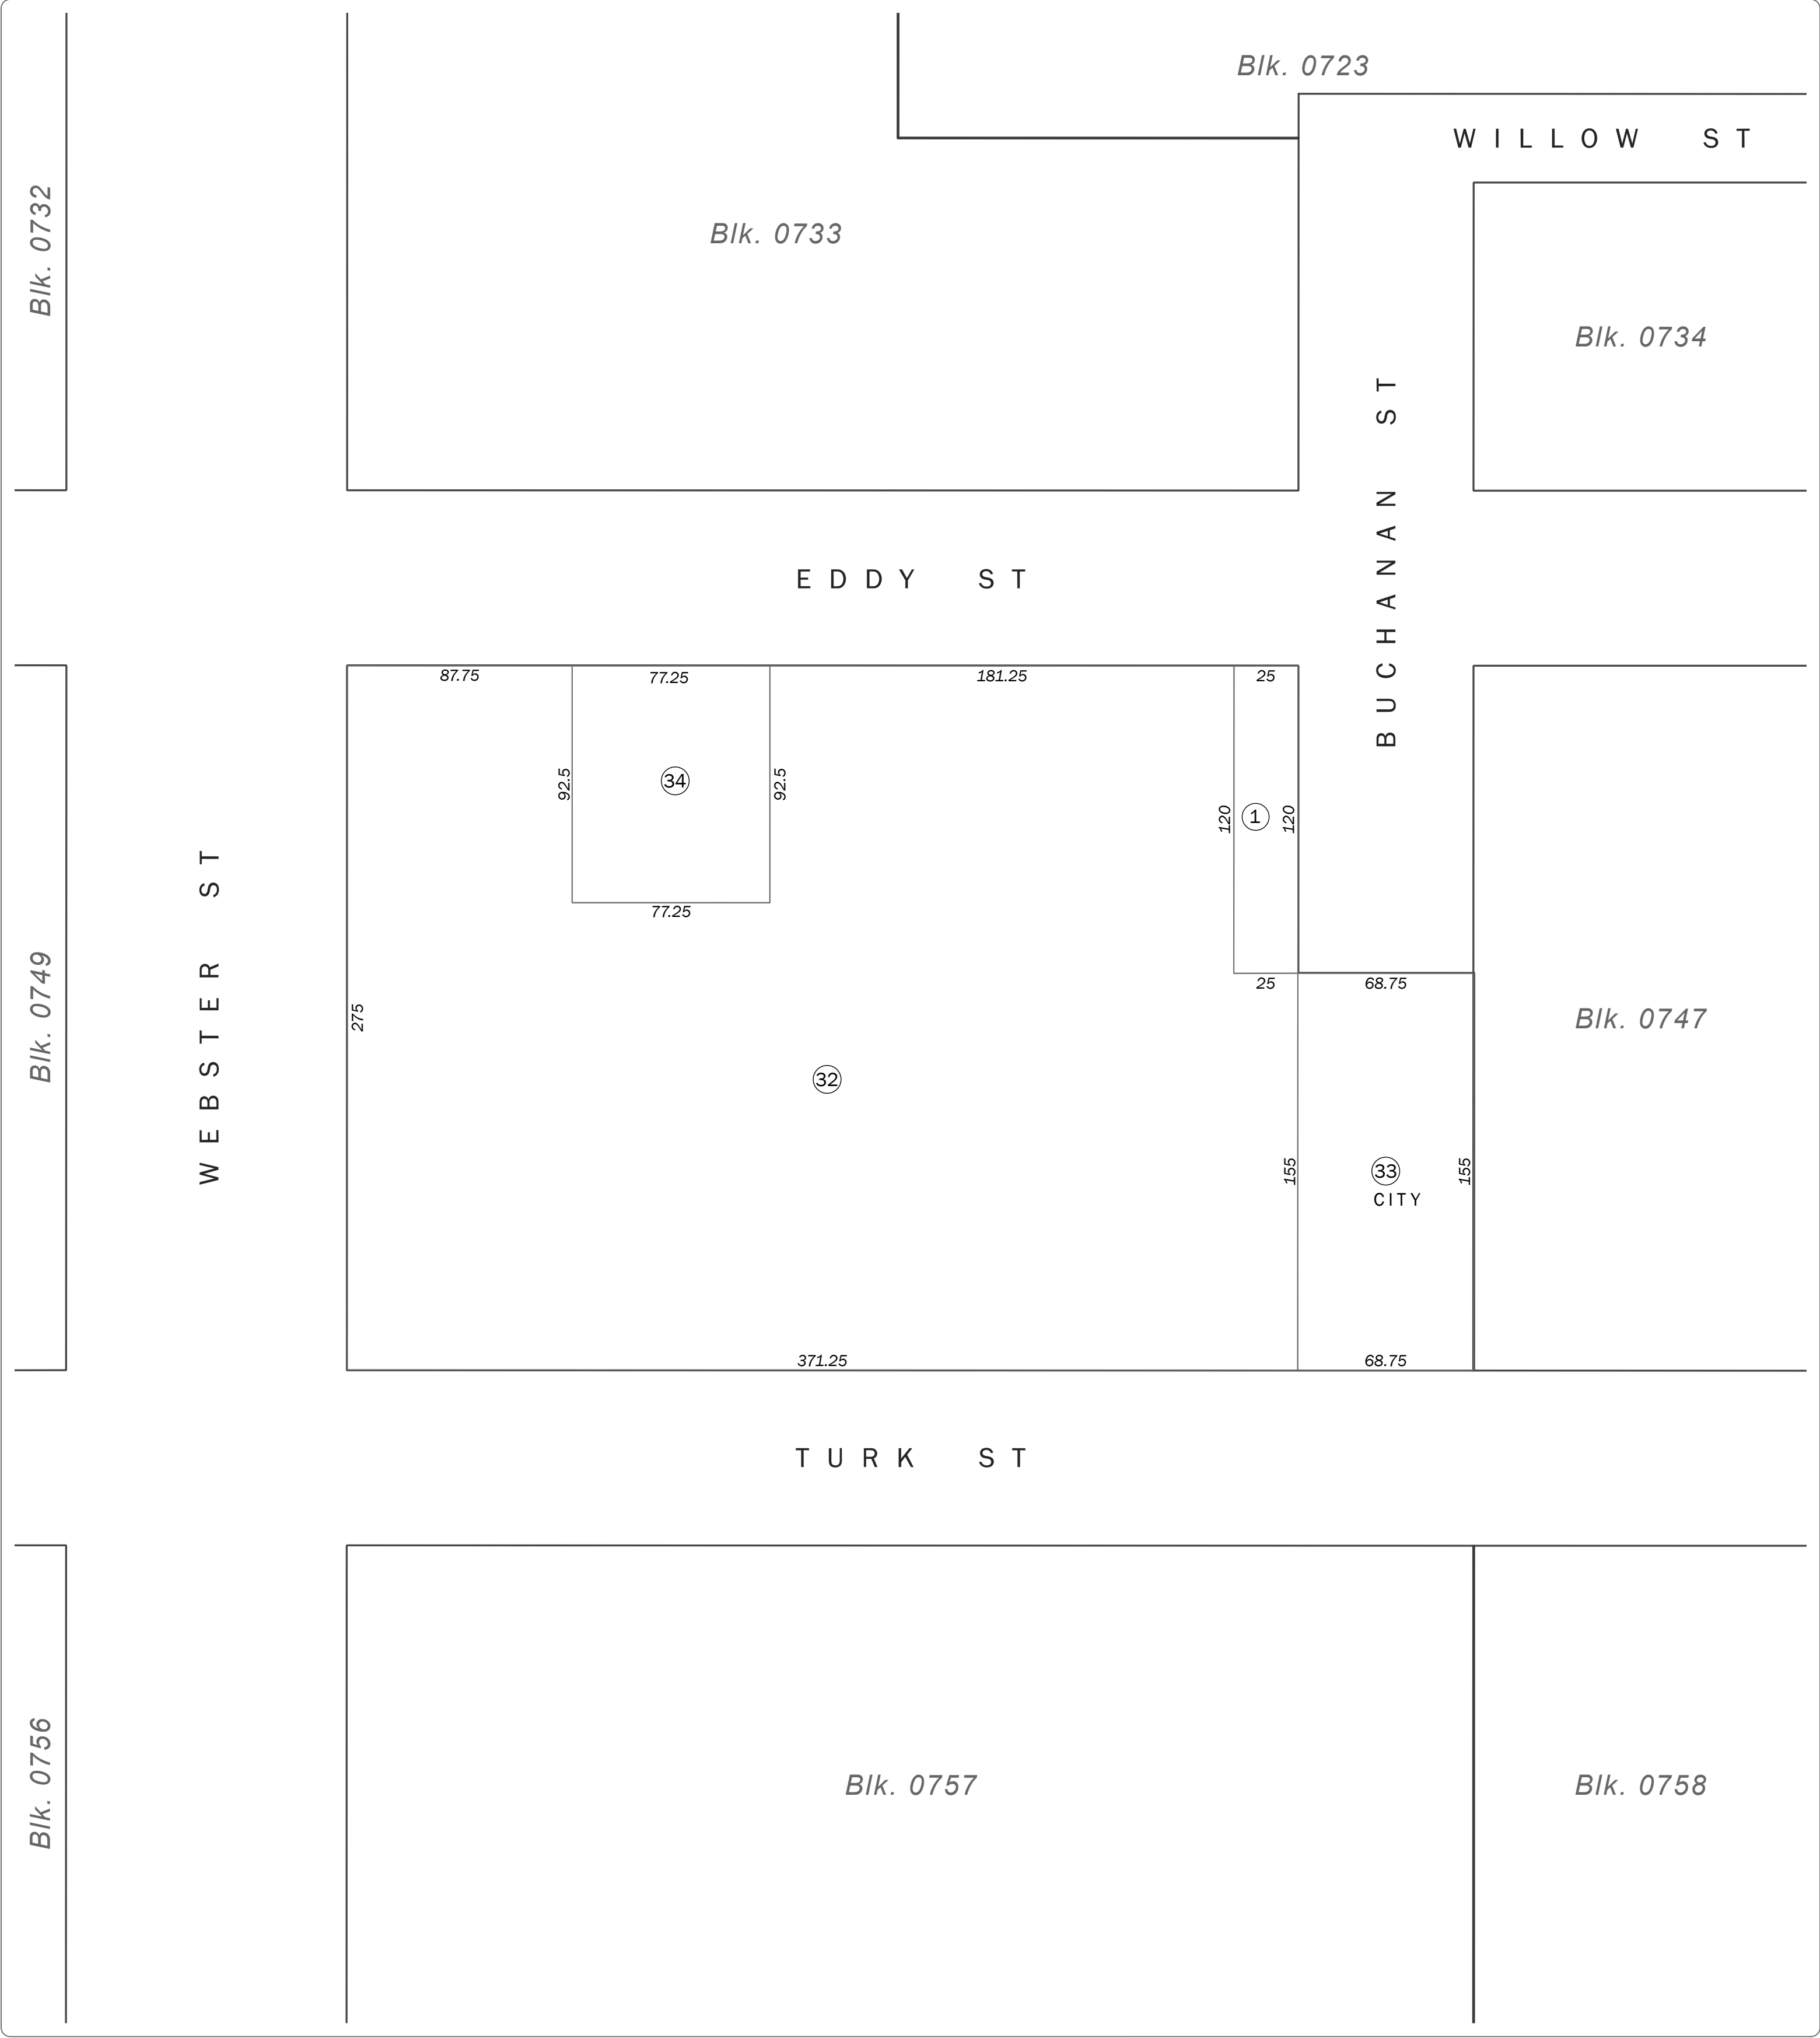 Blk. 0723
WILLOW ST
Blk. 0732
Blk. 0733
Blk. 0734
BUCHANAN ST
EDDY ST
87.75
77.25
181.25
25
92.5
34
92.5
120
1
120
77.25
WEBSTER ST
Blk. 0749
275
25
68.75
Blk. 0747
32
155
33
CITY
155
371.25
68.75
TURK ST
Blk. 0756
Blk. 0757
Blk. 0758